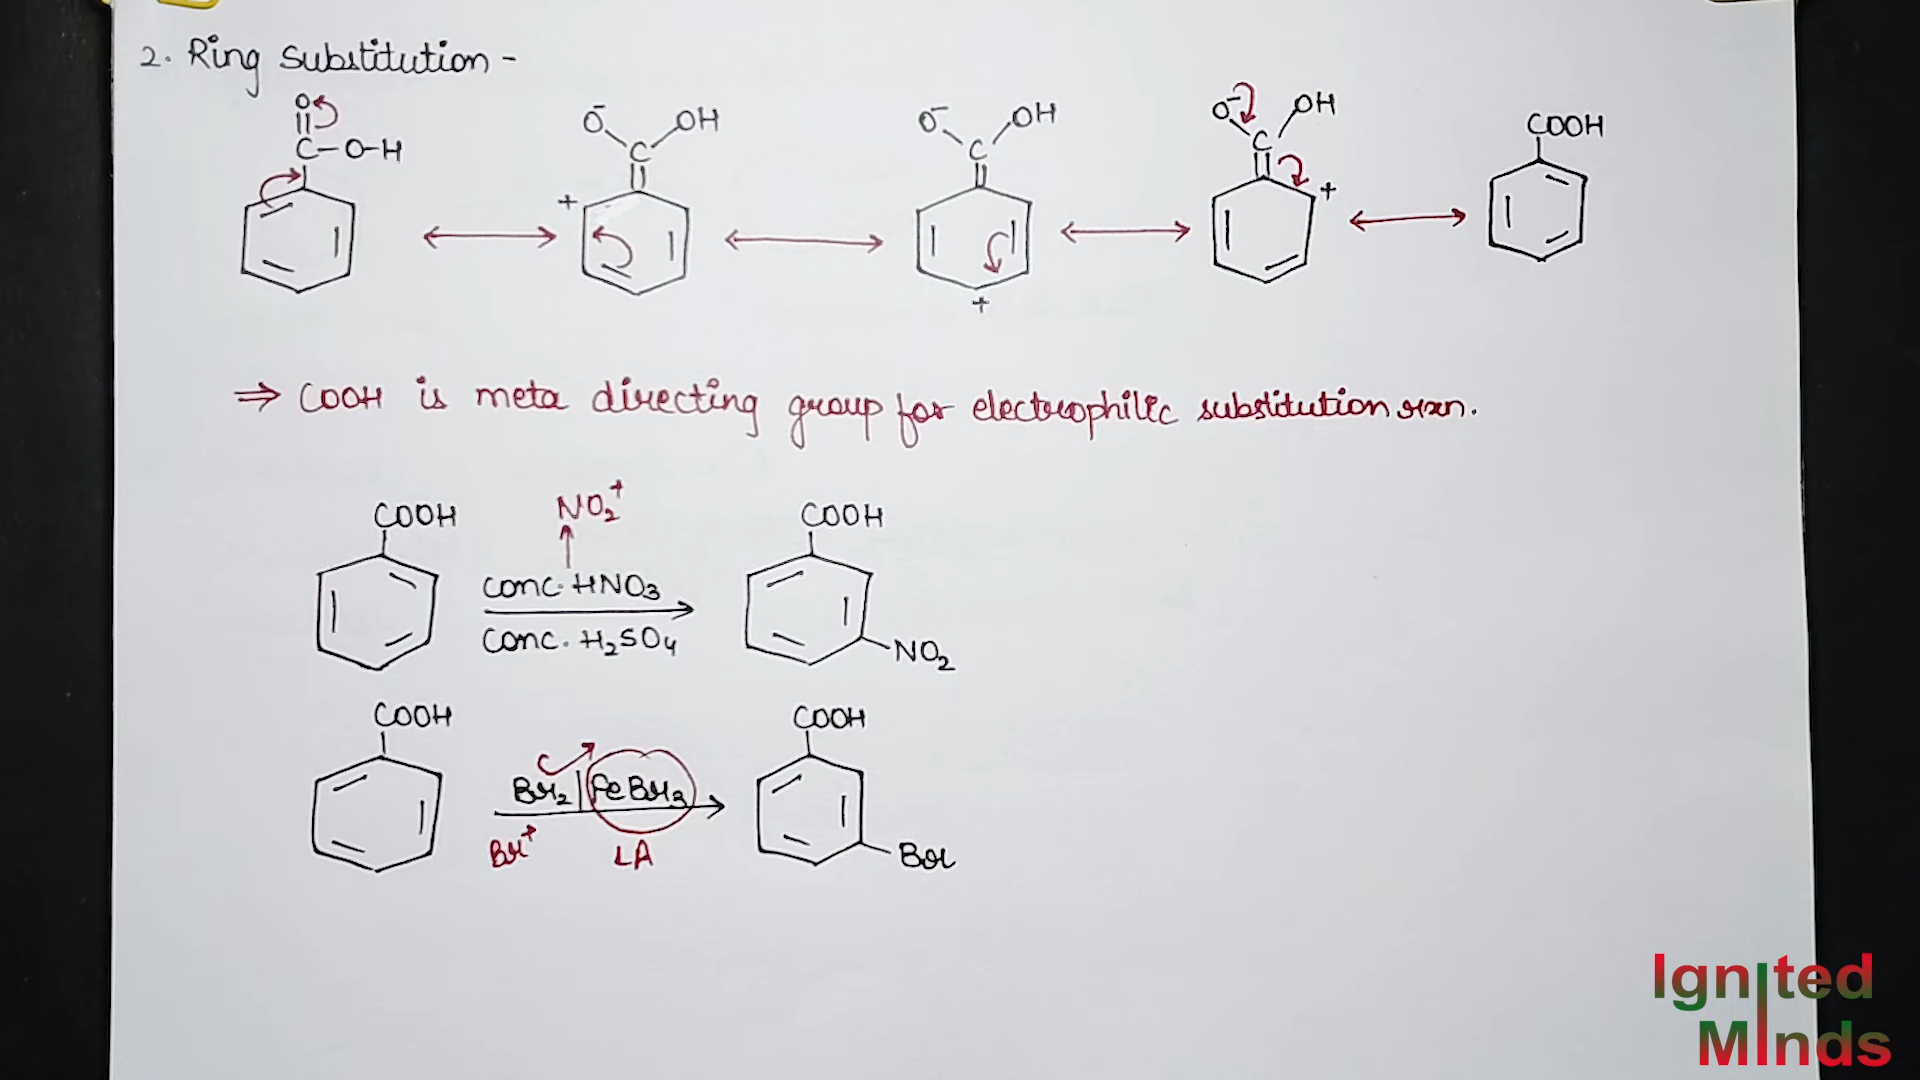 2. Ring Substitution -
O
C-O-H
O⁻ OH
C
+
O⁻ OH
C
+
O⁻ OH
C
+
COOH
⇒ COOH is meta directing group for electrophilic substitution rxn.
COOH
NO₂⁺
conc. HNO₃
Conc. H₂SO₄
COOH
NO₂
COOH
Br₂ | FeBr₃
Br⁺ LA
COOH
Br
Ignited
Minds